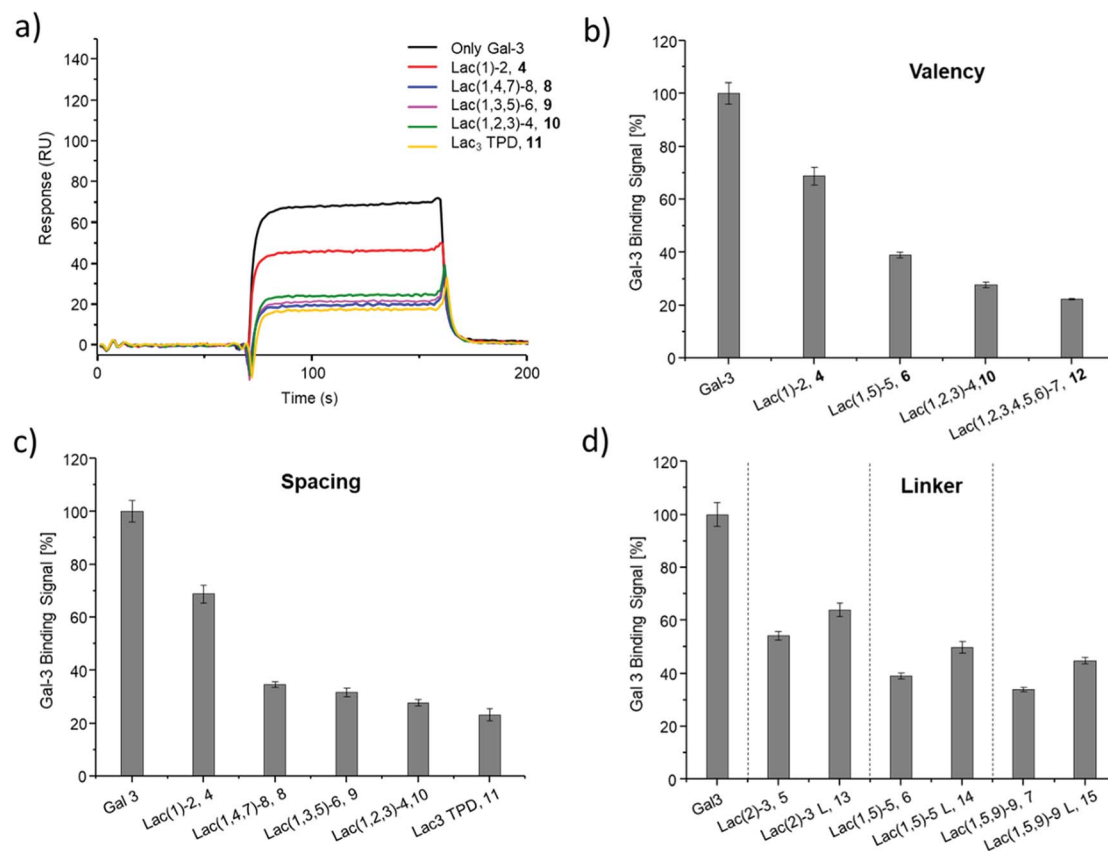 a)
140
120
100
80
60
40
20
0
Response (RU)
0
100
200
Time (s)
Only Gal-3
Lac(1)-2, 4
Lac(1,4,7)-8, 8
Lac(1,3,5)-6, 9
Lac(1,2,3)-4, 10
Lac₃ TPD, 11
b)
Valency
120
100
80
60
40
20
0
Gal-3 Binding Signal [%]
Gal-3
Lac(1)-2, 4
Lac(1,5)-5, 6
Lac(1,2,3)-4,10
Lac(1,2,3,4,5,6)-7, 12
c)
Spacing
120
100
80
60
40
20
0
Gal-3 Binding Signal [%]
Gal 3
Lac(1)-2, 4
Lac(1,4,7)-8, 8
Lac(1,3,5)-6, 9
Lac(1,2,3)-4,10
Lac3 TPD, 11
d)
Linker
120
100
80
60
40
20
0
Gal 3 Binding Signal [%]
Gal3
Lac(2)-3, 5
Lac(2)-3 L, 13
Lac(1,5)-5, 6
Lac(1,5)-5 L, 14
Lac(1,5,9)-9, 7
Lac(1,5,9)-9 L, 15